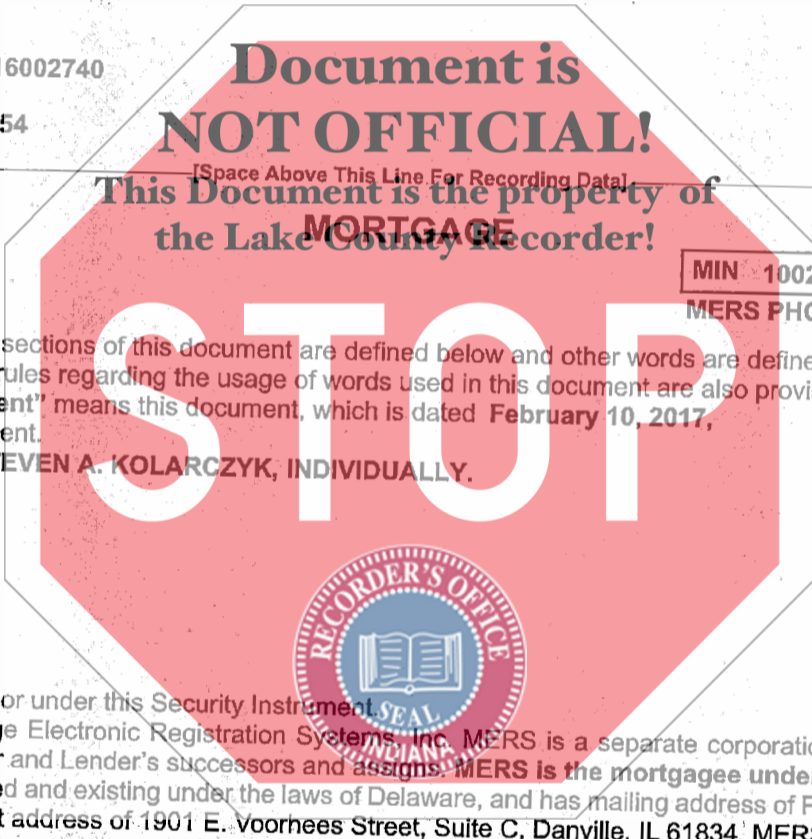 6002740
Document is
54
NOT OFFICIAL!
[Space Above This Line For Recording Data]
This Document is the property of
MORTGAGE
the Lake County Recorder!
MIN 1002
MERS PHO
STOP
sections of this document are defined below and other words are define
rules regarding the usage of words used in this document are also provi
ent" means this document, which is dated February 10, 2017,
ent.
EVEN A. KOLARCZYK, INDIVIDUALLY.
RECORDER'S OFFICE
SEAL
INDIANA
or under this Security Instrument.
e Electronic Registration Systems, Inc. MERS is a separate corporatio
and Lender's successors and assigns. MERS is the mortgagee unde
d and existing under the laws of Delaware, and has mailing address of P
t address of 1901 E. Voorhees Street, Suite C, Danville, IL 61834. MER